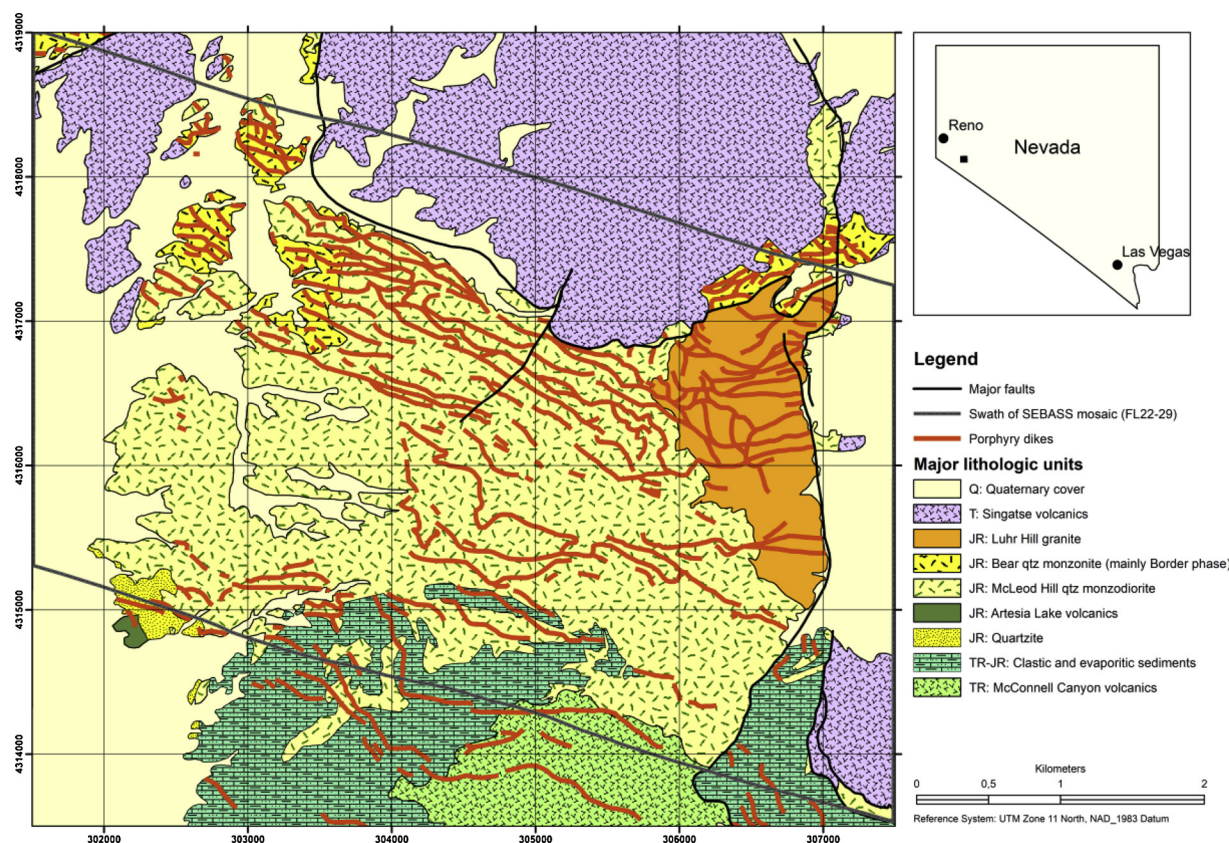 4319000
4318000
4317000
4316000
4315000
4314000
302000
303000
304000
305000
306000
307000
Reno
Nevada
Las Vegas
Legend
Major faults
Swath of SEBASS mosaic (FL22-29)
Porphyry dikes
Major lithologic units
Q: Quaternary cover
T: Singatse volcanics
JR: Luhr Hill granite
JR: Bear qtz monzonite (mainly Border phase)
JR: McLeod Hill qtz monzodiorite
JR: Artesia Lake volcanics
JR: Quartzite
TR-JR: Clastic and evaporitic sediments
TR: McConnell Canyon volcanics
Kilometers
0 0,5 1 2
Reference System: UTM Zone 11 North, NAD_1983 Datum